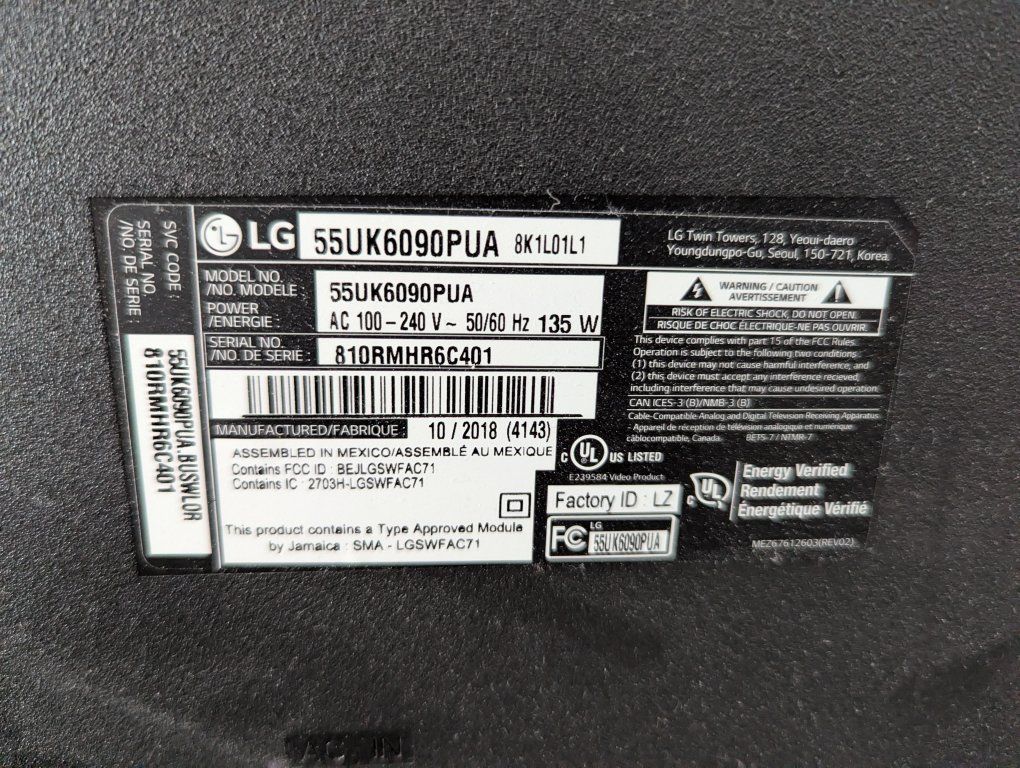 SVC CODE :
SERIAL NO.
/NO. DE SÉRIE :
55UK6090PUA.BUSWLOR
810RMHR6C401
LG 55UK6090PUA 8K1L01L1
LG Twin Towers, 128, Yeoui-daero
Youngdungpo-Gu, Seoul, 150-721, Korea.
MODEL NO.
/NO. MODELE : 55UK6090PUA
POWER
/ENERGIE : AC 100-240 V ~ 50/60 Hz 135 W
SERIAL NO.
/NO. DE SERIE : 810RMHR6C401
MANUFACTURED/FABRIQUE : 10 / 2018 (4143)
ASSEMBLED IN MEXICO/ASSEMBLÉ AU MEXIQUE
Contains FCC ID : BEJLGSWFAC71
Contains IC : 2703H-LGSWFAC71
This product contains a Type Approved Module
by Jamaica : SMA - LGSWFAC71
WARNING / CAUTION
AVERTISSEMENT
RISK OF ELECTRIC SHOCK, DO NOT OPEN.
RISQUE DE CHOC ÉLECTRIQUE-NE PAS OUVRIR.
This device complies with part 15 of the FCC Rules.
Operation is subject to the following two conditions
(1) this may not cause harmful interference, and
(2) this device must accept any interference recieved,
including interference that may cause undesired operation.
CAN ICES-3 (B)/NMB-3 (B)
Cable-Compatible Analog and Digital Television Receiving Apparatus
Appareil de réception de télévision analogique et numérique
câblocompatible, Canada. BETS-7 / NTMR-7
c UL US LISTED
E239584 Video Product
Factory ID : LZ
FC LG
55UK6090PUA
c UL
Energy Verified
Rendement
Énergétique Vérifié
MEZ67612603(REV02)
AC IN